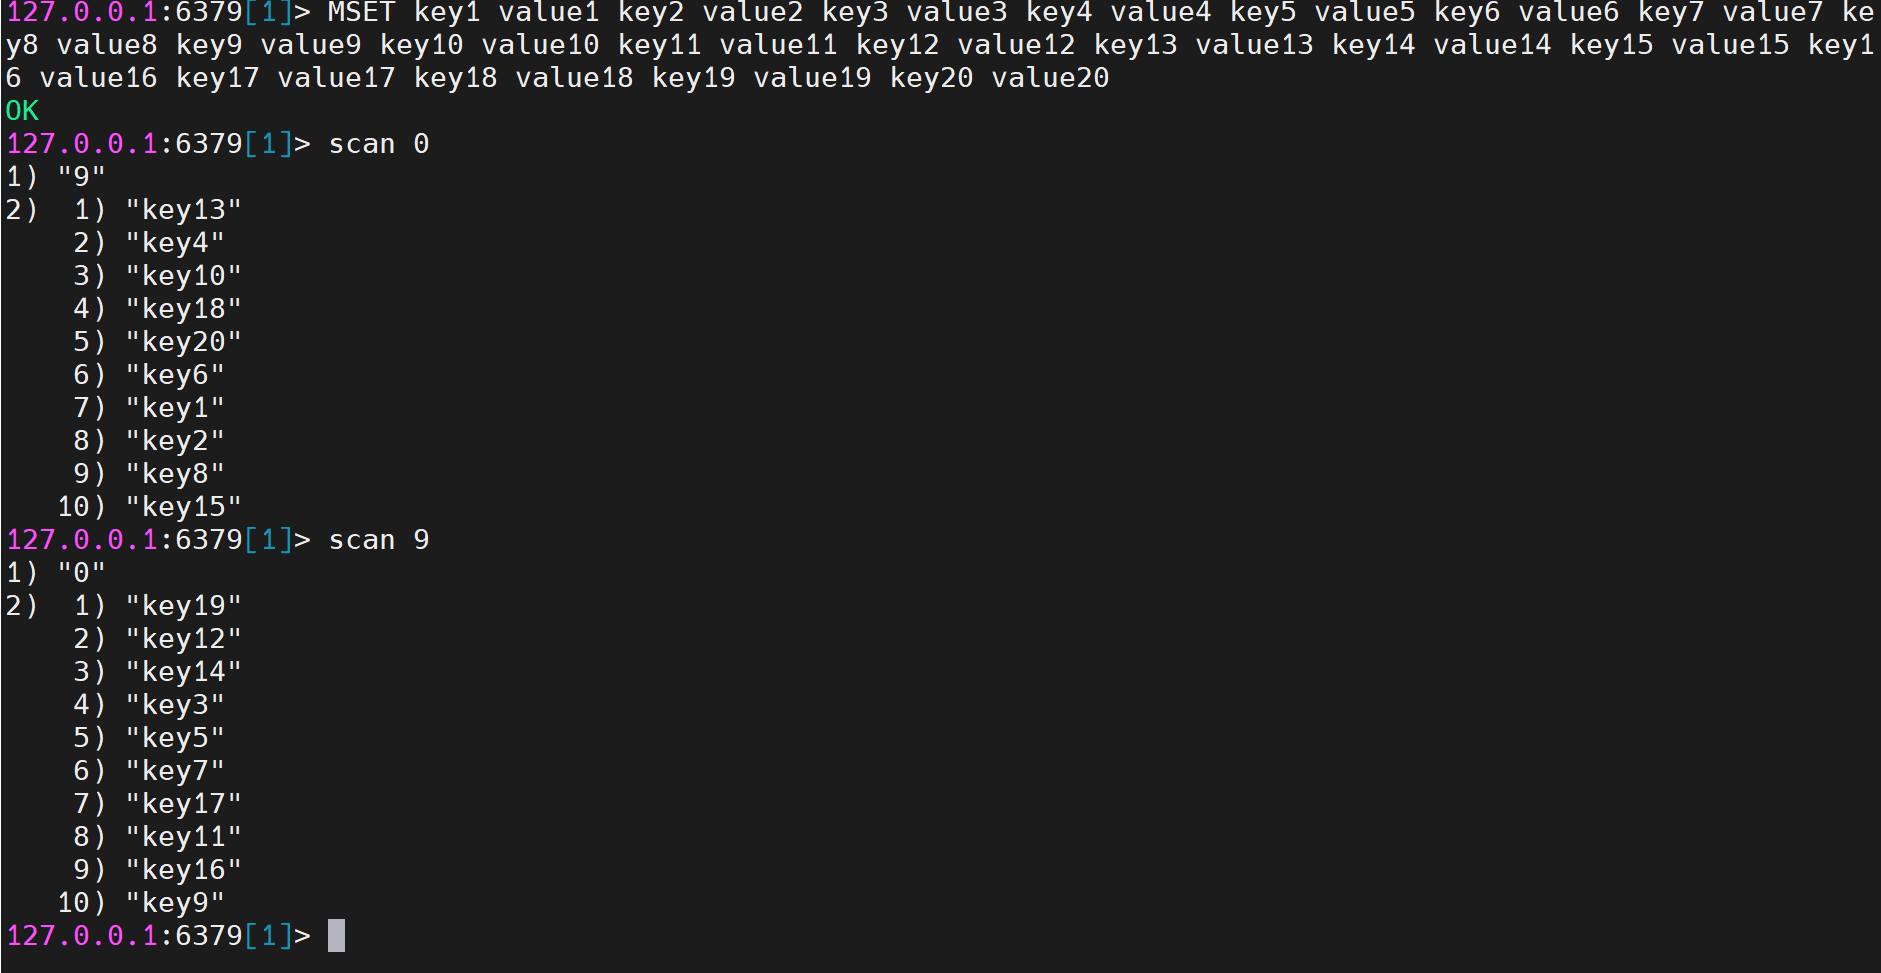 127.0.0.1:6379[1]> MSET key1 value1 key2 value2 key3 value3 key4 value4 key5 value5 key6 value6 key7 value7 ke
y8 value8 key9 value9 key10 value10 key11 value11 key12 value12 key13 value13 key14 value14 key15 value15 key1
6 value16 key17 value17 key18 value18 key19 value19 key20 value20
OK
127.0.0.1:6379[1]> scan 0
1) "9"
2)  1) "key13"
    2) "key4"
    3) "key10"
    4) "key18"
    5) "key20"
    6) "key6"
    7) "key1"
    8) "key2"
    9) "key8"
   10) "key15"
127.0.0.1:6379[1]> scan 9
1) "0"
2)  1) "key19"
    2) "key12"
    3) "key14"
    4) "key3"
    5) "key5"
    6) "key7"
    7) "key17"
    8) "key11"
    9) "key16"
   10) "key9"
127.0.0.1:6379[1]>